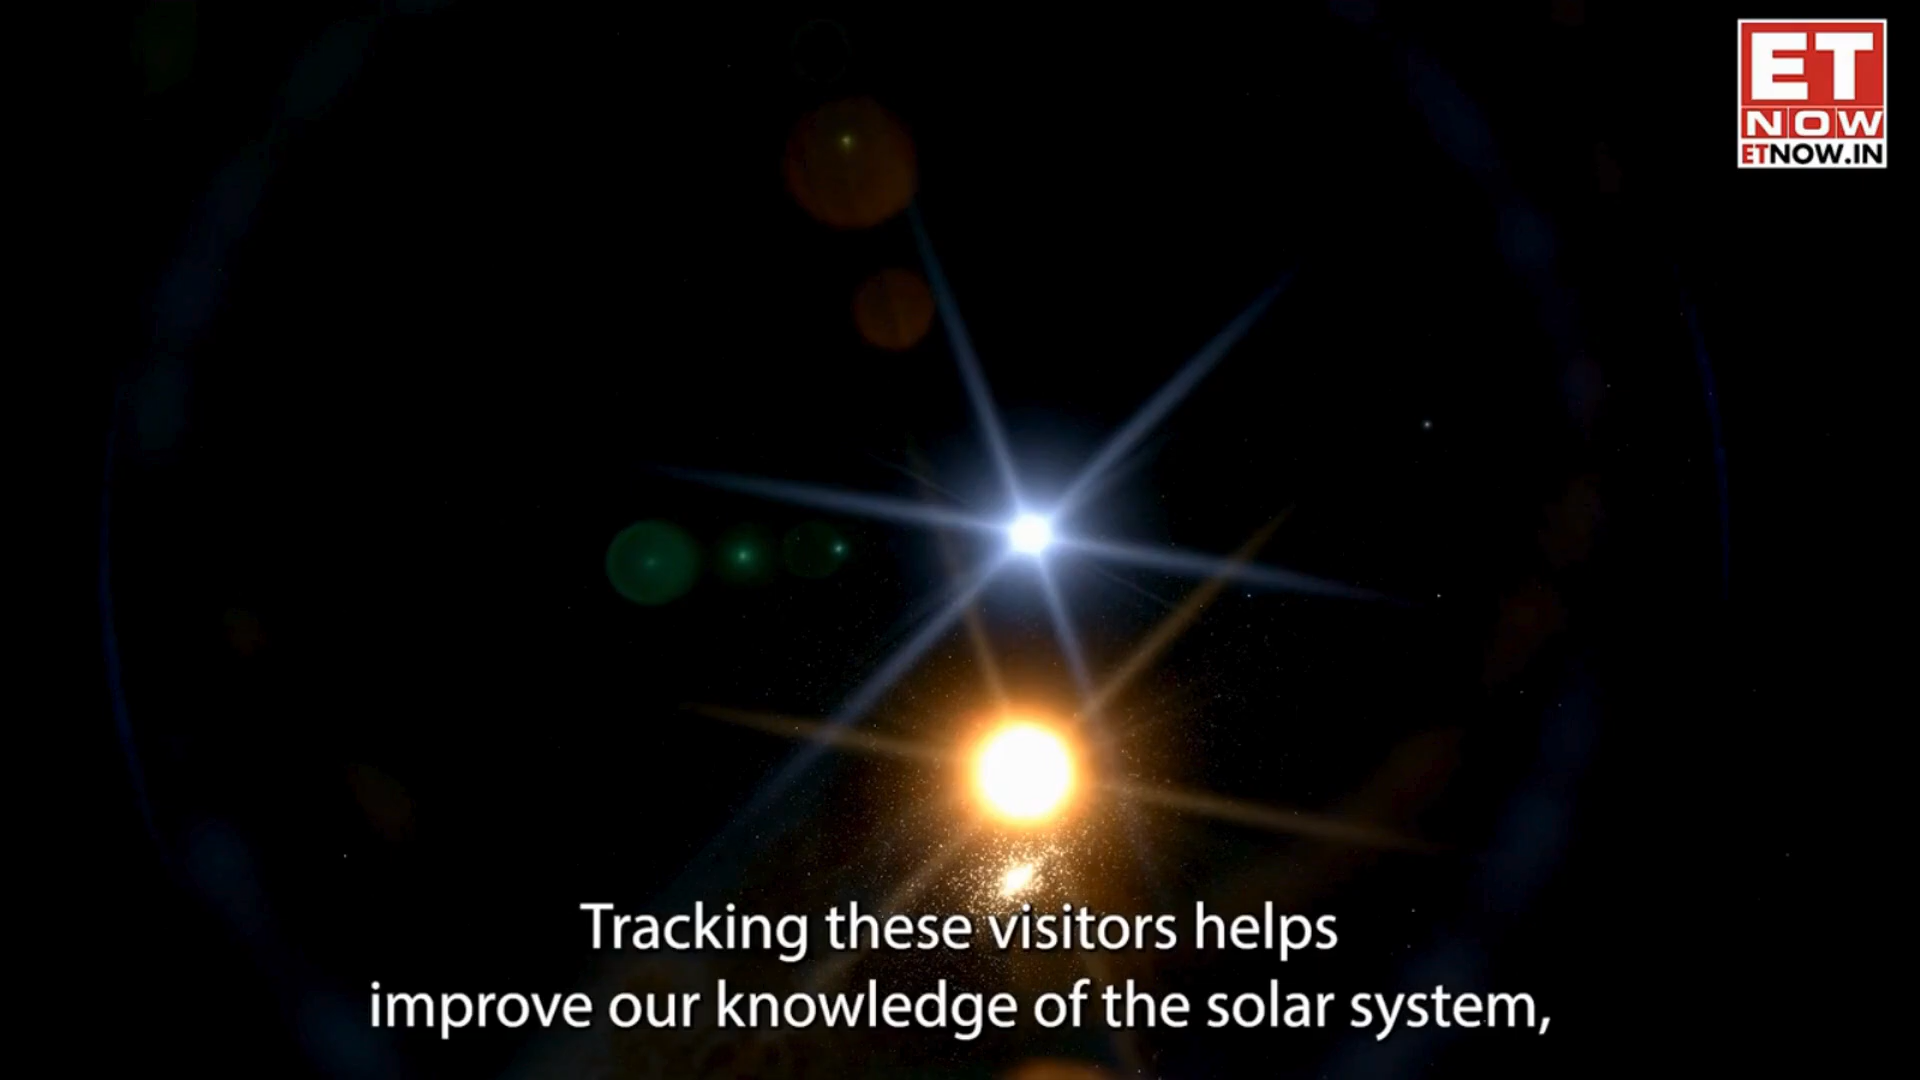 ET
NOW
ETNOW.IN
Tracking these visitors helps
improve our knowledge of the solar system,